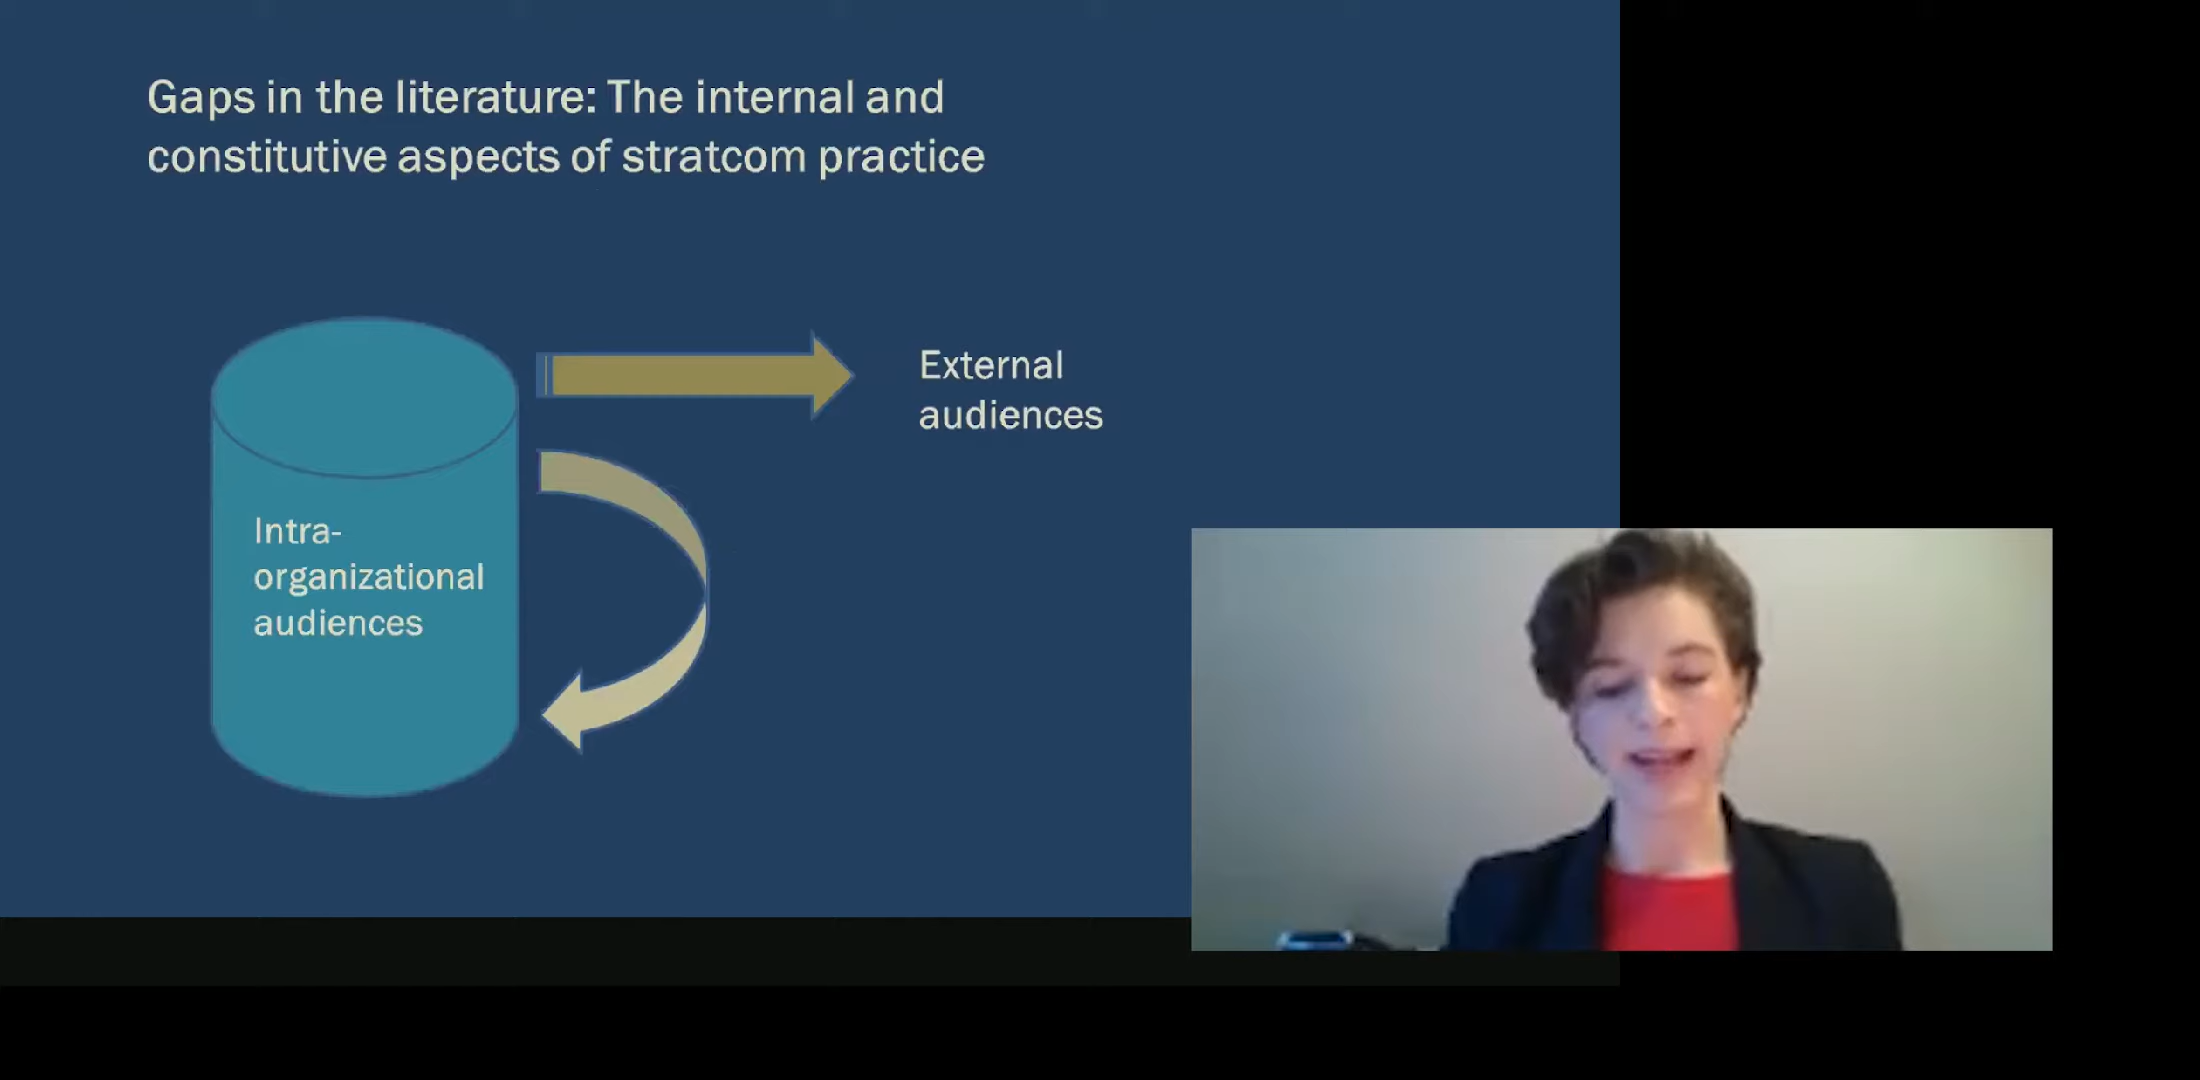 Gaps in the literature: The internal and
constitutive aspects of stratcom practice
External
audiences
Intra-
organizational
audiences